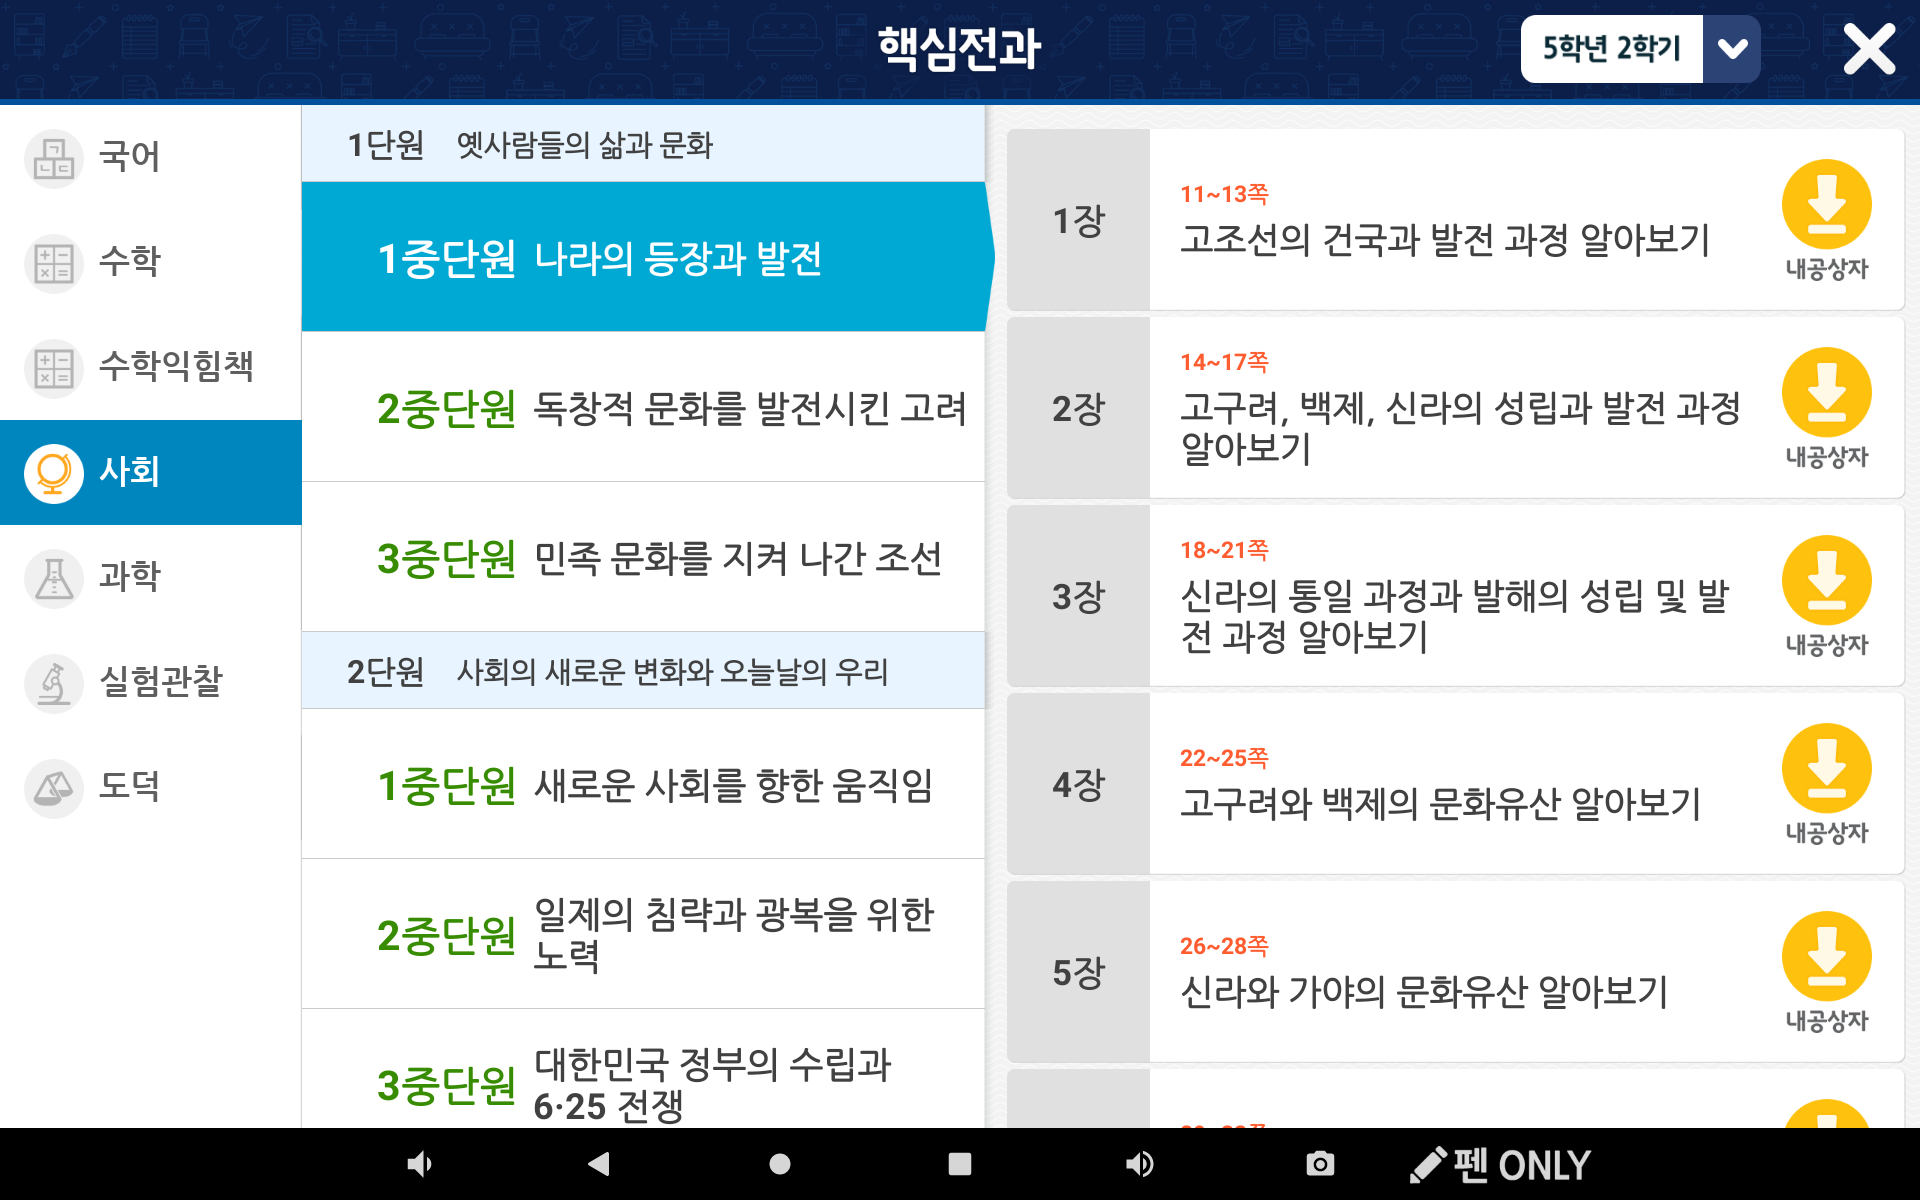 핵심전과
5학년 2학기
국어
수학
수학익힘책
사회
과학
실험관찰
도덕
1단원 옛사람들의 삶과 문화
1중단원 나라의 등장과 발전
2중단원 독창적 문화를 발전시킨 고려
3중단원 민족 문화를 지켜 나간 조선
2단원 사회의 새로운 변화와 오늘날의 우리
1중단원 새로운 사회를 향한 움직임
2중단원 일제의 침략과 광복을 위한
노력
3중단원 대한민국 정부의 수립과
6·25 전쟁
1장
11~13쪽
고조선의 건국과 발전 과정 알아보기
내공상자
2장
14~17쪽
고구려, 백제, 신라의 성립과 발전 과정
알아보기
내공상자
3장
18~21쪽
신라의 통일 과정과 발해의 성립 및 발
전 과정 알아보기
내공상자
4장
22~25쪽
고구려와 백제의 문화유산 알아보기
내공상자
5장
26~28쪽
신라와 가야의 문화유산 알아보기
내공상자
펜 ONLY